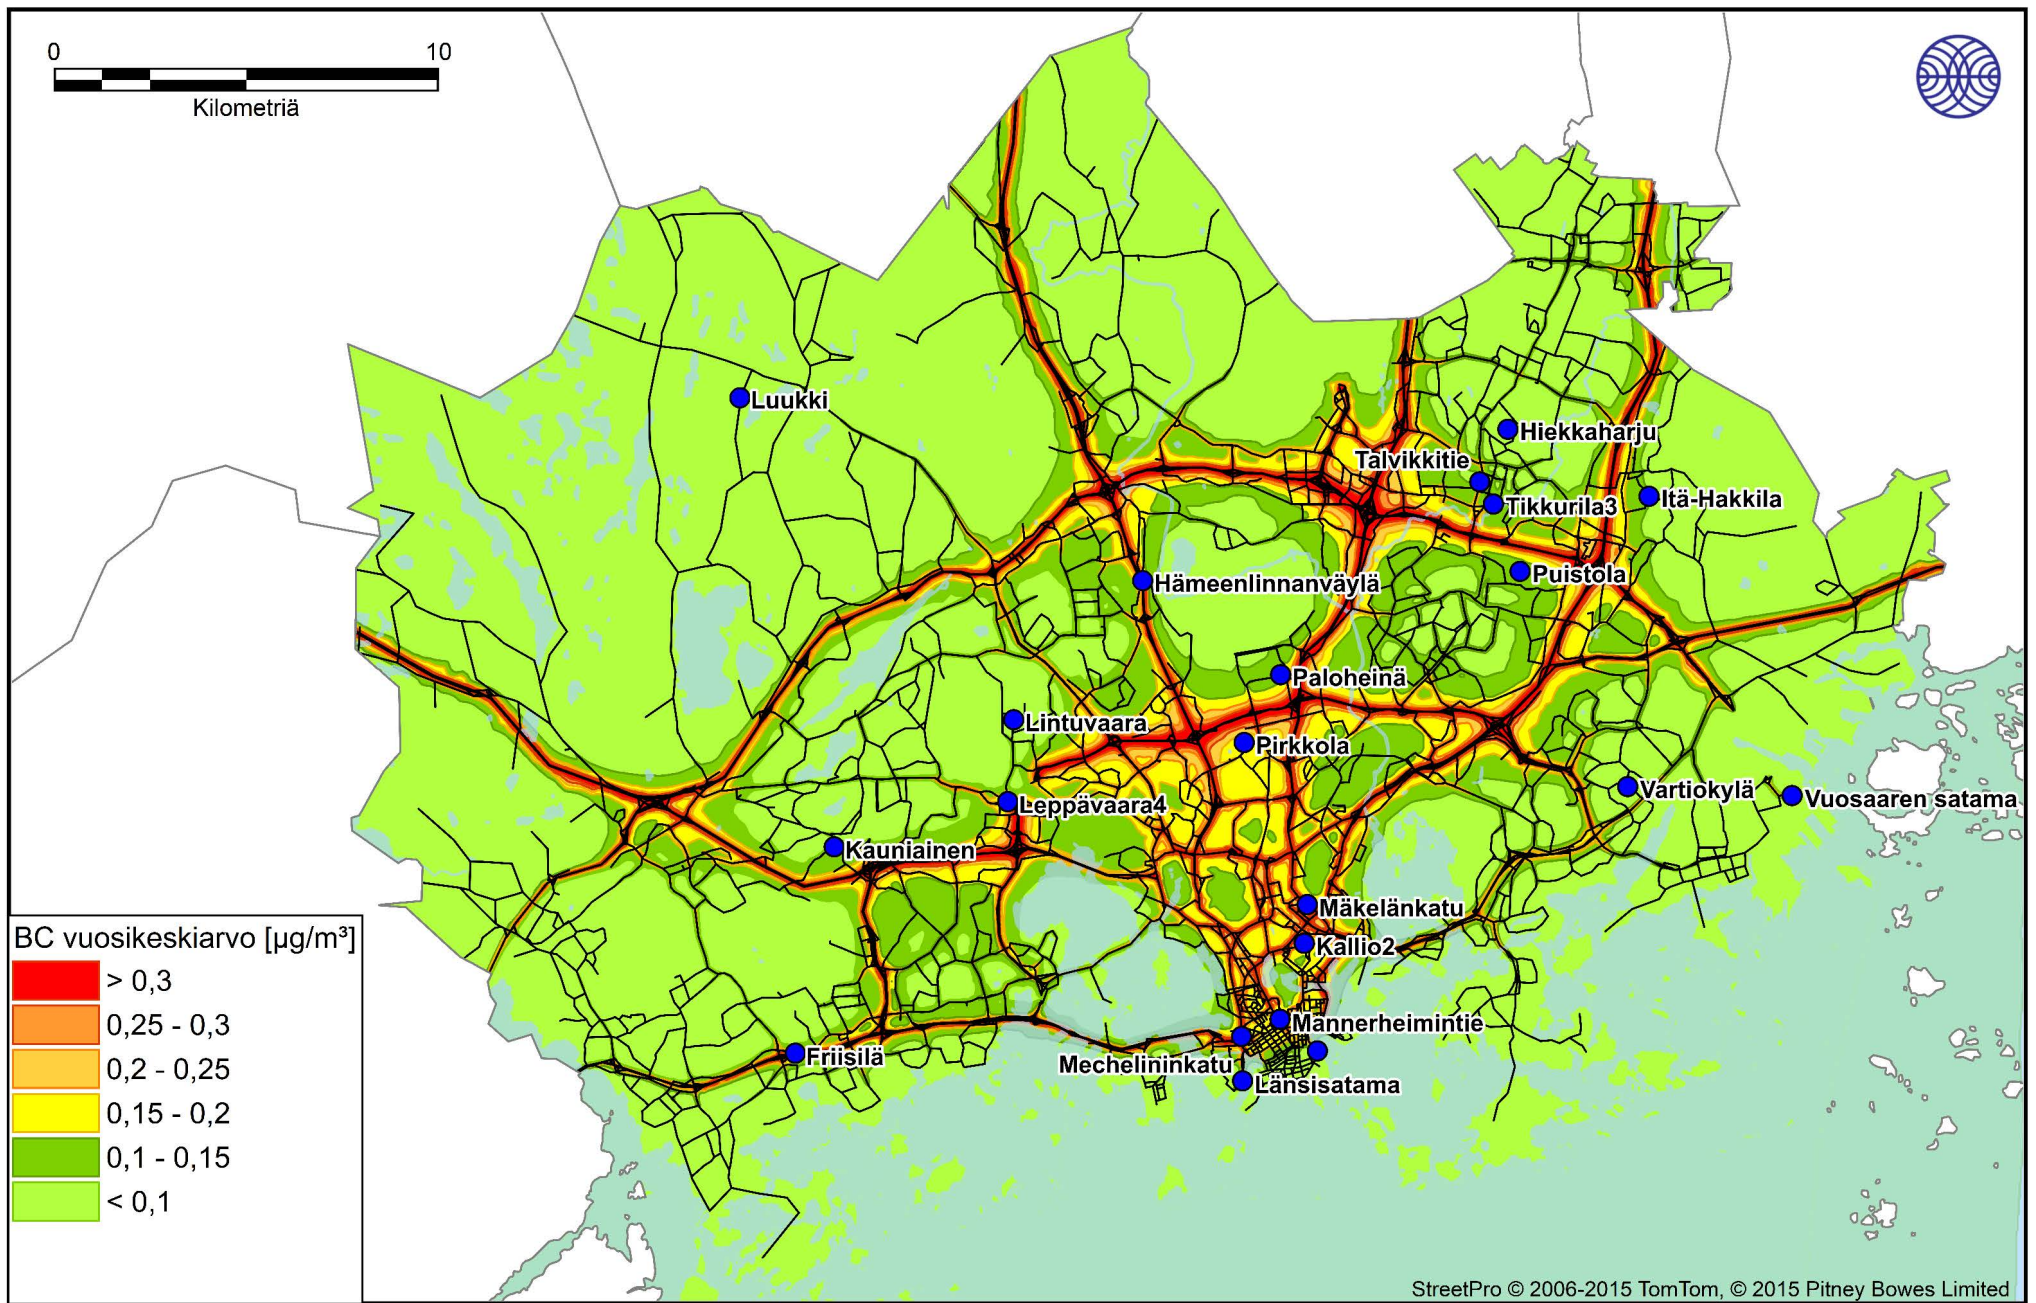 0 10
Kilometriä
Luukki
Hiekkaharju
Talvikkitie
Tikkurila3
Itä-Hakkila
Puistola
Hämeenlinnanväylä
Paloheinä
Lintuvaara
Pirkkola
Vartiokylä
Vuosaaren satama
Leppävaara4
Kauniainen
Mäkelänkatu
Kallio2
Mannerheimintie
Friisilä
Mechelininkatu
Länsisatama
BC vuosikeskiarvo [µg/m³]
> 0,3
0,25 - 0,3
0,2 - 0,25
0,15 - 0,2
0,1 - 0,15
< 0,1
StreetPro © 2006-2015 TomTom, © 2015 Pitney Bowes Limited